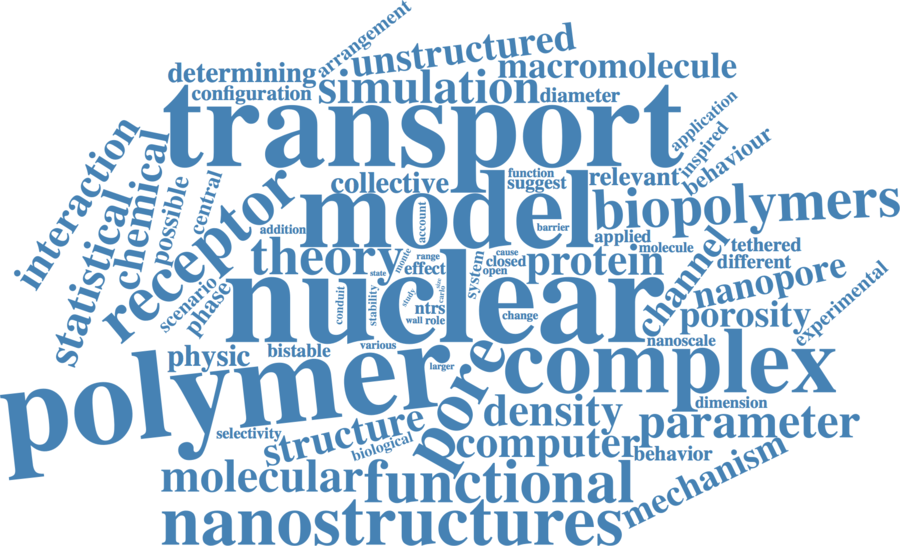 arrangement
unstructured
determining
macromolecule
configuration
simulation
diameter
transport
application
inspired
behaviour
interaction
statistical
chemical
possible
central
receptor
collective
function
suggest
relevant
model
biopolymers
addition
account
barrier
applied
molecule
tethered
different
theory
monte
range
state
effect
system
cause
closed
open
protein
channel
nanopore
scenario
phase
nuclear
conduit
stability
study
carlo
size
ntrs
wall
role
change
porosity
experimental
nanoscale
physic
bistable
various
larger
polymer
pore
complex
dimension
density
parameter
selectivity
structure
biological
computer
behavior
mechanism
molecular
functional
nanostructures